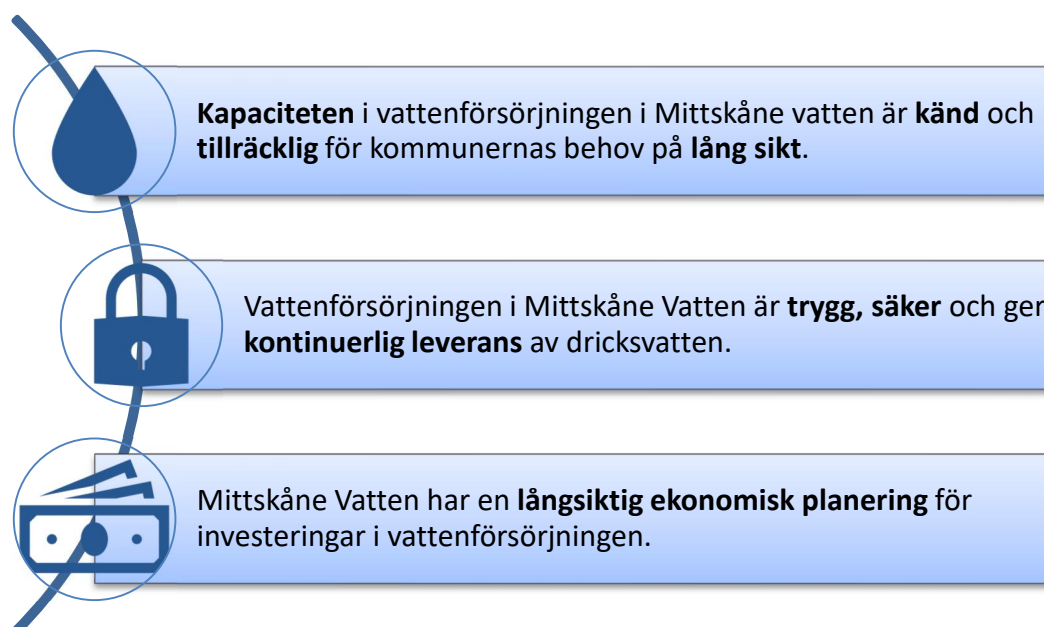 Kapaciteten i vattenförsörjningen i Mittskåne vatten är känd och
tillräcklig för kommunernas behov på lång sikt.
Vattenförsörjningen i Mittskåne Vatten är trygg, säker och ger
kontinuerlig leverans av dricksvatten.
Mittskåne Vatten har en långsiktig ekonomisk planering för
investeringar i vattenförsörjningen.